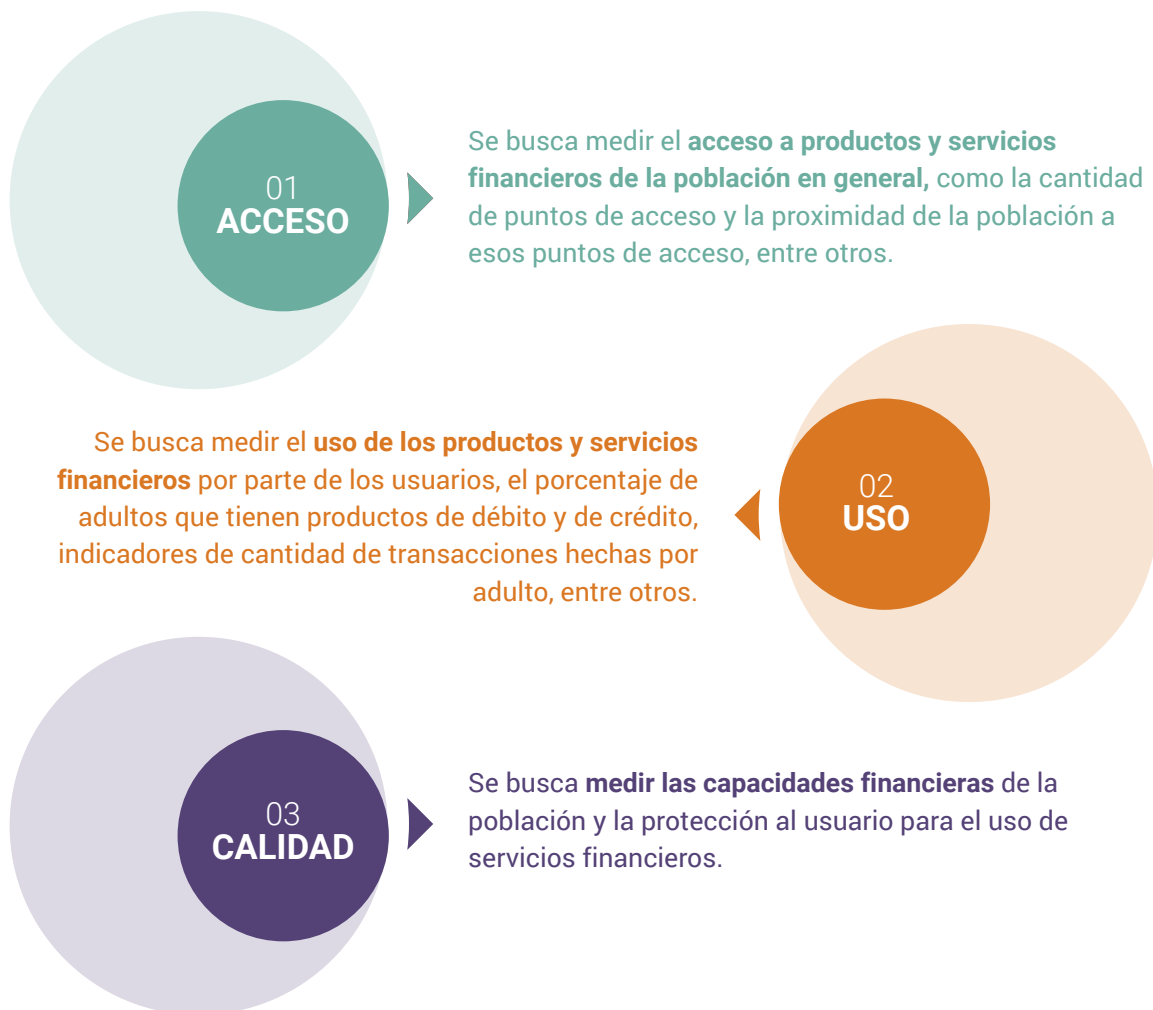 01
ACCESO
Se busca medir el acceso a productos y servicios
financieros de la población en general, como la cantidad
de puntos de acceso y la proximidad de la población a
esos puntos de acceso, entre otros.
Se busca medir el uso de los productos y servicios
financieros por parte de los usuarios, el porcentaje de
adultos que tienen productos de débito y de crédito,
indicadores de cantidad de transacciones hechas por
adulto, entre otros.
02
USO
03
CALIDAD
Se busca medir las capacidades financieras de la
población y la protección al usuario para el uso de
servicios financieros.